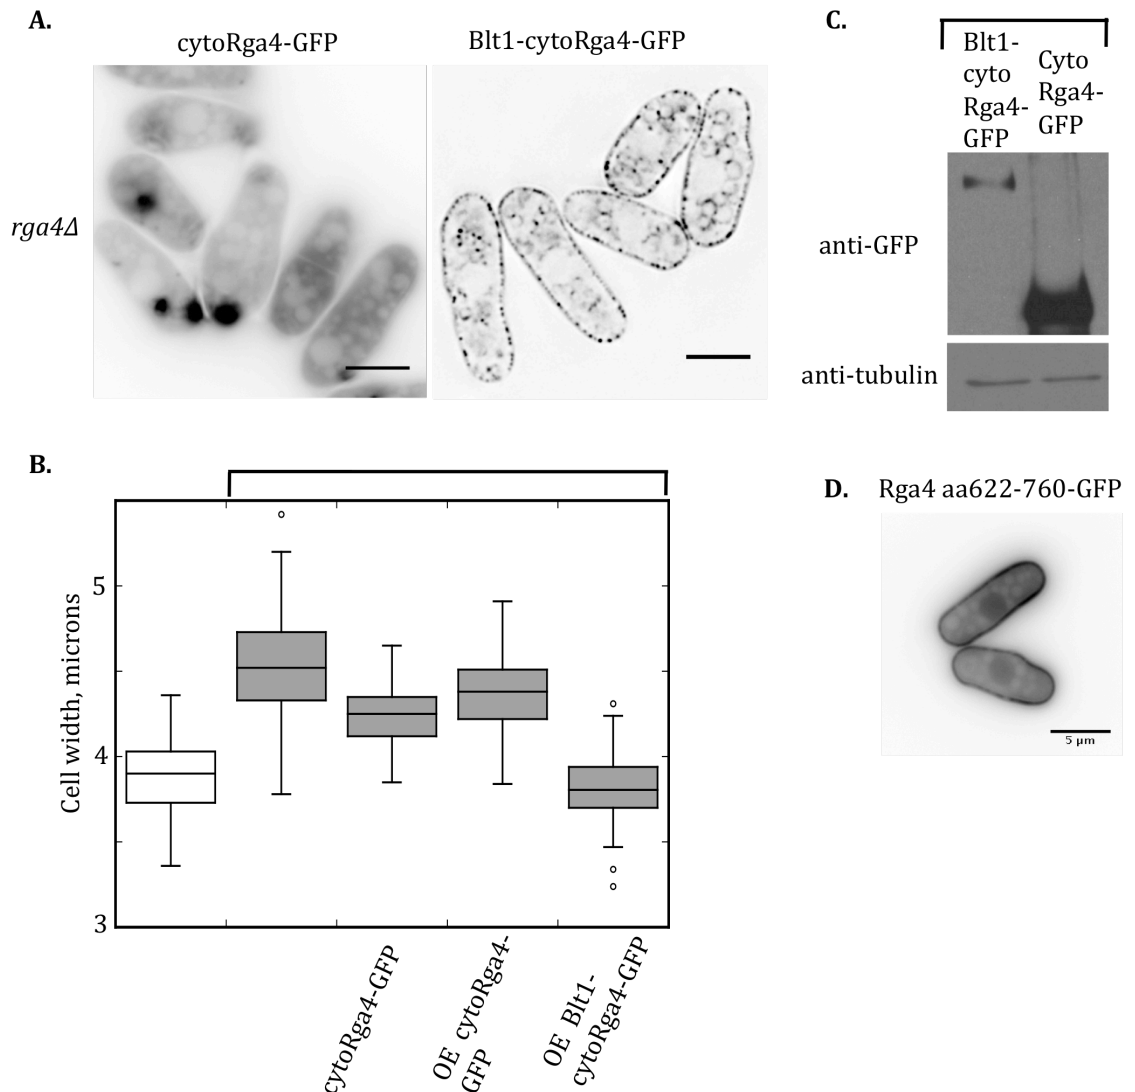 A.
cytoRga4-GFP
Blt1-cytoRga4-GFP
rga4Δ
C.
Blt1-
cyto
Rga4-
GFP
Cyto
Rga4-
GFP
anti-GFP
anti-tubulin
B.
Cell width, microns
5
4
3
cytoRga4-GFP
OE cytoRga4-
GFP
OE Blt1-
cytoRga4-GFP
D.
Rga4 aa622-760-GFP
5 µm